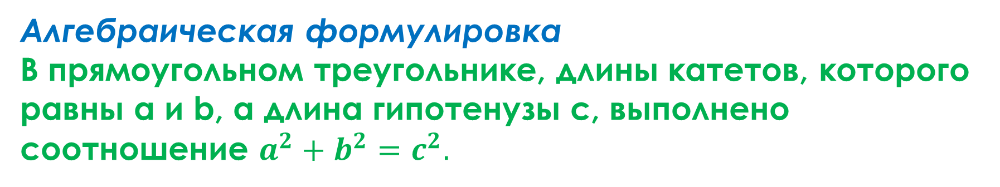 Алгебраическая формулировка
В прямоугольном треугольнике, длины катетов, которого
равны a и b, а длина гипотенузы c, выполнено
соотношение a² + b² = c².